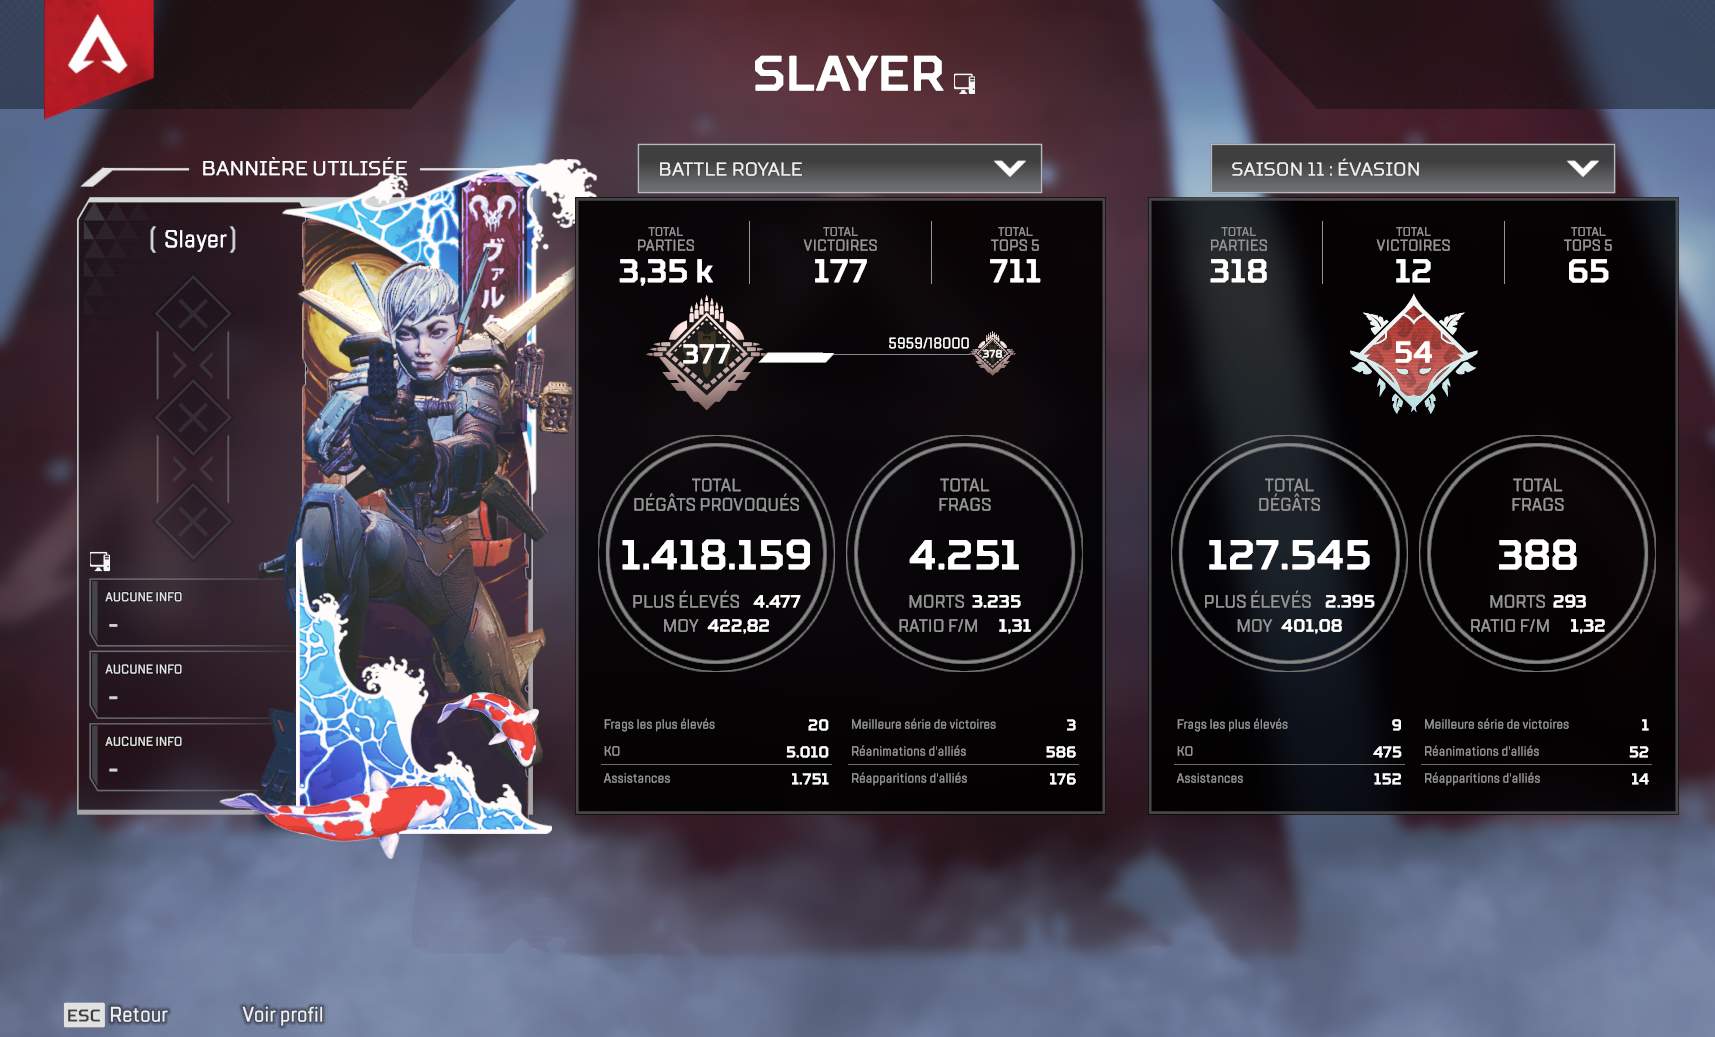 SLAYER
BANNIÈRE UTILISÉE
( Slayer )
ヴァルク
AUCUNE INFO
-
AUCUNE INFO
-
AUCUNE INFO
-
BATTLE ROYALE
TOTAL
PARTIES
3,35 k
TOTAL
VICTOIRES
177
TOTAL
TOPS 5
711
377
5959/18000
378
TOTAL
DÉGÂTS PROVOQUÉS
1.418.159
PLUS ÉLEVÉS 4.477
MOY 422,82
TOTAL
FRAGS
4.251
MORTS 3.235
RATIO F/M 1,31
Frags les plus élevés 20
KO 5.010
Assistances 1.751
Meilleure série de victoires 3
Réanimations d'alliés 586
Réapparitions d'alliés 176
SAISON 11 : ÉVASION
TOTAL
PARTIES
318
TOTAL
VICTOIRES
12
TOTAL
TOPS 5
65
54
TOTAL
DÉGÂTS
127.545
PLUS ÉLEVÉS 2.395
MOY 401,08
TOTAL
FRAGS
388
MORTS 293
RATIO F/M 1,32
Frags les plus élevés 9
KO 475
Assistances 152
Meilleure série de victoires 1
Réanimations d'alliés 52
Réapparitions d'alliés 14
ESC Retour
Voir profil